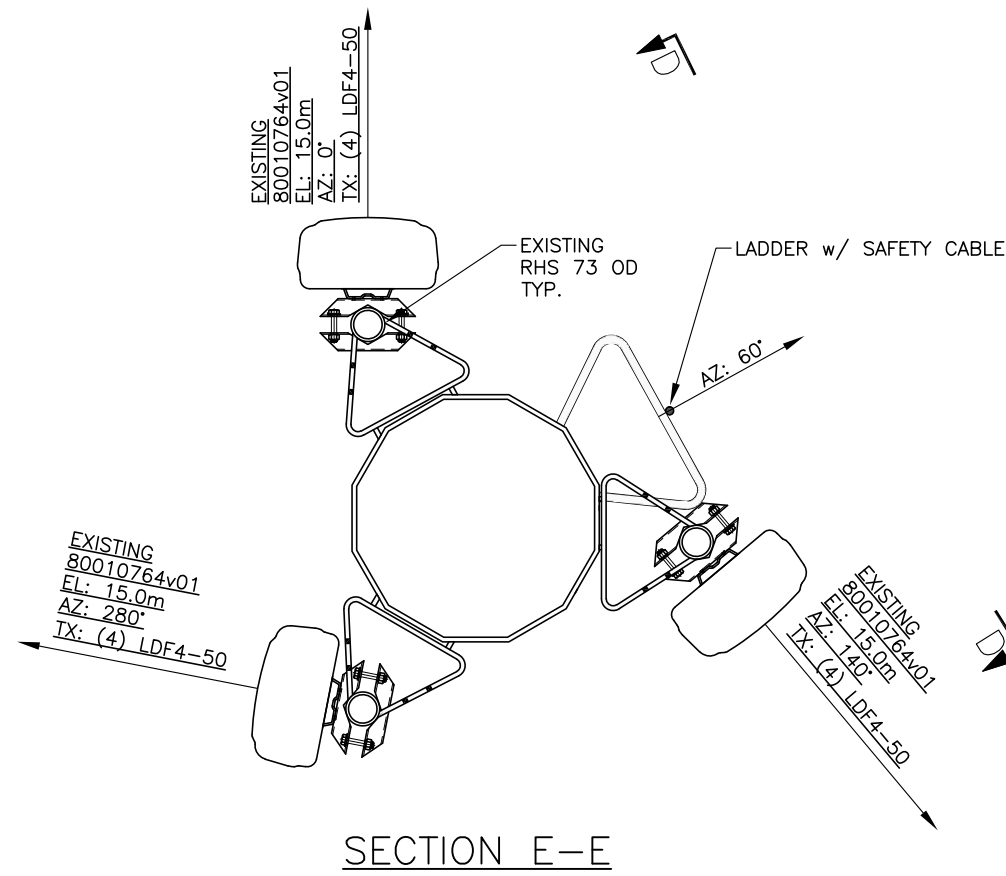 EXISTING
80010764v01
EL: 15.0m
AZ: 0°
TX: (4) LDF4-50
D
EXISTING
RHS 73 OD
TYP.
LADDER w/ SAFETY CABLE
AZ: 60°
EXISTING
80010764v01
EL: 15.0m
AZ: 280°
TX: (4) LDF4-50
EXISTING
80010764v01
EL: 15.0m
AZ: 140°
TX: (4) LDF4-50
D
SECTION E-E